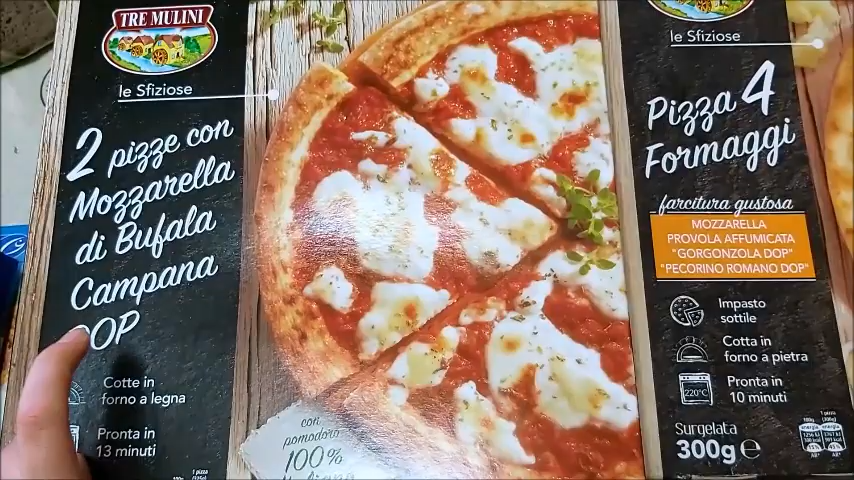 TRE MULINI
le Sfiziose
2 pizze con
Mozzarella
di Bufala
Campana
DOP
Cotte in
forno a legna
Pronta in
13 minuti
con
pomodoro
100%
le Sfiziose
Pizza 4
Formaggi
farcitura gustosa
MOZZARELLA
PROVOLA AFFUMICATA
"GORGONZOLA DOP"
"PECORINO ROMANO DOP"
Impasto
sottile
Cotta in
forno a pietra
220°C
Pronta in
10 minuti
Surgelata
300g e